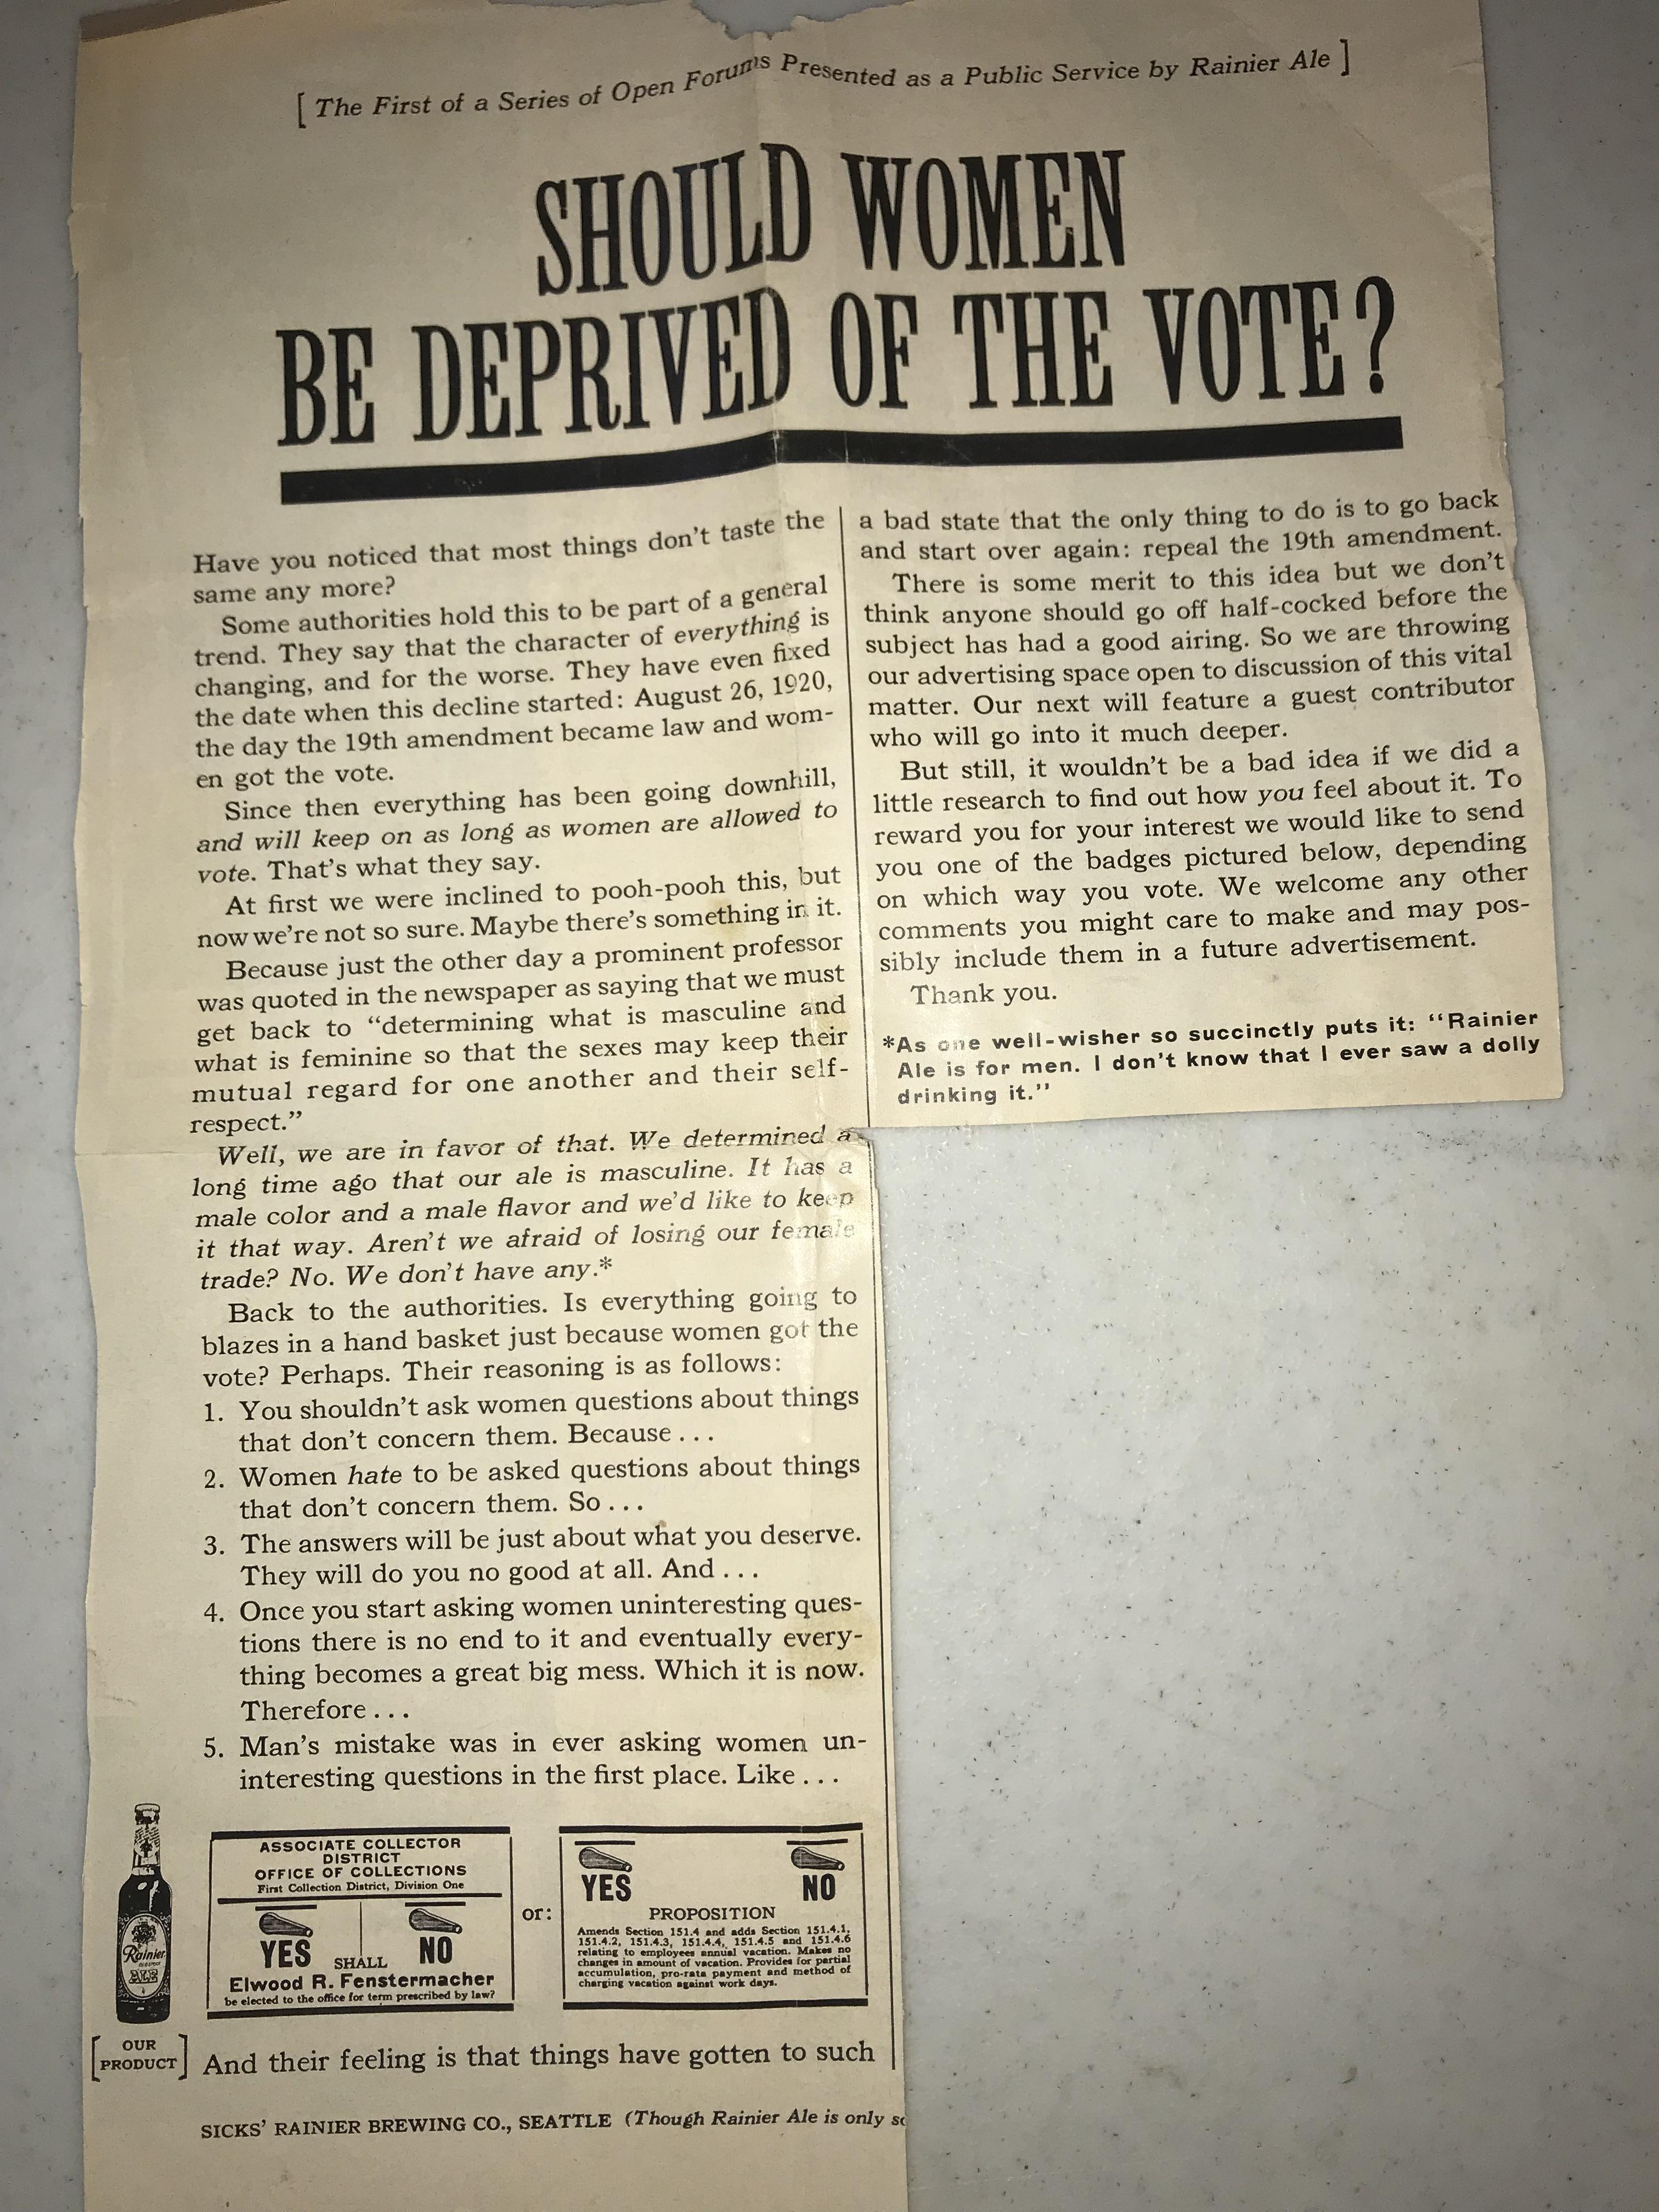 [ The First of a Series of Open Forums Presented as a Public Service by Rainier Ale ]
SHOULD WOMEN
BE DEPRIVED OF THE VOTE?
Have you noticed that most things don't taste the
same any more?
Some authorities hold this to be part of a general
trend. They say that the character of everything is
changing, and for the worse. They have even fixed
the date when this decline started: August 26, 1920,
the day the 19th amendment became law and wom-
en got the vote.
Since then everything has been going downhill,
and will keep on as long as women are allowed to
vote. That's what they say.
At first we were inclined to pooh-pooh this, but
now we're not so sure. Maybe there's something in it.
Because just the other day a prominent professor
was quoted in the newspaper as saying that we must
get back to "determining what is masculine and
what is feminine so that the sexes may keep their
mutual regard for one another and their self-
respect."
Well, we are in favor of that. We determined a
long time ago that our ale is masculine. It has a
male color and a male flavor and we'd like to keep
it that way. Aren't we afraid of losing our female
trade? No. We don't have any.*
Back to the authorities. Is everything going to
blazes in a hand basket just because women got the
vote? Perhaps. Their reasoning is as follows:
1. You shouldn't ask women questions about things
that don't concern them. Because . . .
2. Women hate to be asked questions about things
that don't concern them. So . . .
3. The answers will be just about what you deserve.
They will do you no good at all. And . . .
4. Once you start asking women uninteresting ques-
tions there is no end to it and eventually every-
thing becomes a great big mess. Which it is now.
Therefore . . .
5. Man's mistake was in ever asking women un-
interesting questions in the first place. Like . . .
ASSOCIATE COLLECTOR
DISTRICT
OFFICE OF COLLECTIONS
First Collection District, Division One
YES SHALL NO
Elwood R. Fenstermacher
be elected to the office for term prescribed by law?
or:
YES NO
PROPOSITION
Amends Section 151.4 and adds Section 151.4.1,
151.4.2, 151.4.3, 151.4.4, 151.4.5 and 151.4.6
relating to employees annual vacation. Makes no
changes in amount of vacation. Provides for partial
accumulation, pro-rata payment and method of
charging vacation against work days.
Rainier
ALE
[ OUR
PRODUCT ]
And their feeling is that things have gotten to such
a bad state that the only thing to do is to go back
and start over again: repeal the 19th amendment.
There is some merit to this idea but we don't
think anyone should go off half-cocked before the
subject has had a good airing. So we are throwing
our advertising space open to discussion of this vital
matter. Our next will feature a guest contributor
who will go into it much deeper.
But still, it wouldn't be a bad idea if we did a
little research to find out how you feel about it. To
reward you for your interest we would like to send
you one of the badges pictured below, depending
on which way you vote. We welcome any other
comments you might care to make and may pos-
sibly include them in a future advertisement.
Thank you.
*As one well-wisher so succinctly puts it: "Rainier
Ale is for men. I don't know that I ever saw a dolly
drinking it."
SICKS' RAINIER BREWING CO., SEATTLE (Though Rainier Ale is only